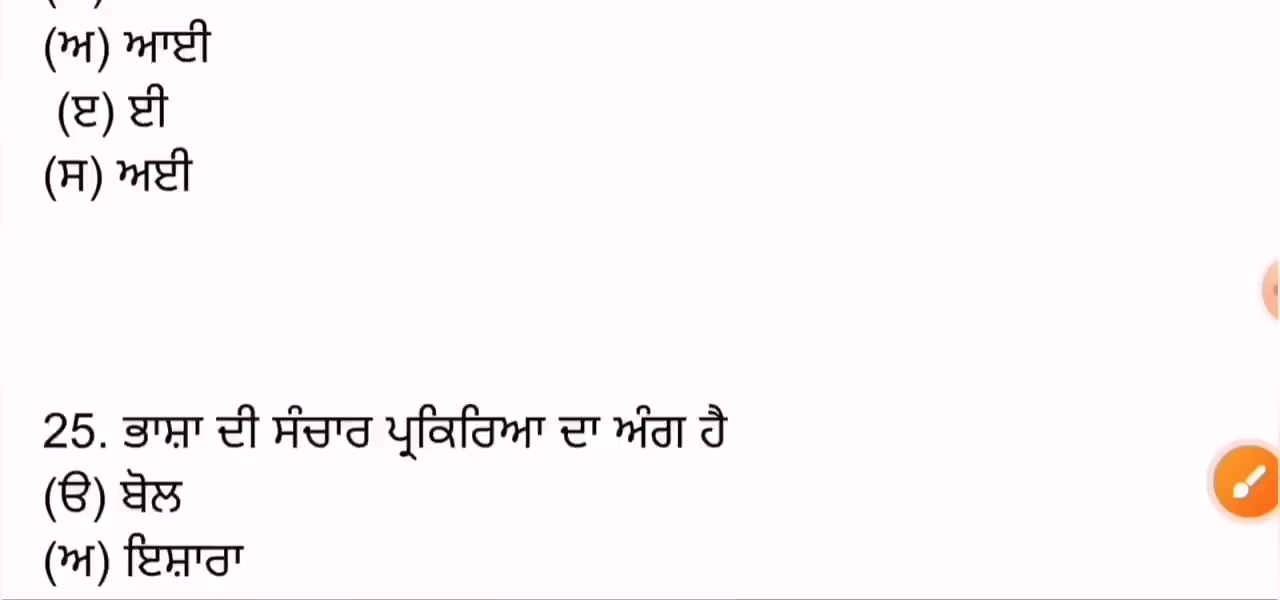 (ਅ) ਆਈ
(ੲ) ਈ
(ਸ) ਅਈ
25. ਭਾਸ਼ਾ ਦੀ ਸੰਚਾਰ ਪ੍ਰਕਿਰਿਆ ਦਾ ਅੰਗ ਹੈ
(ੳ) ਬੋਲ
(ਅ) ਇਸ਼ਾਰਾ